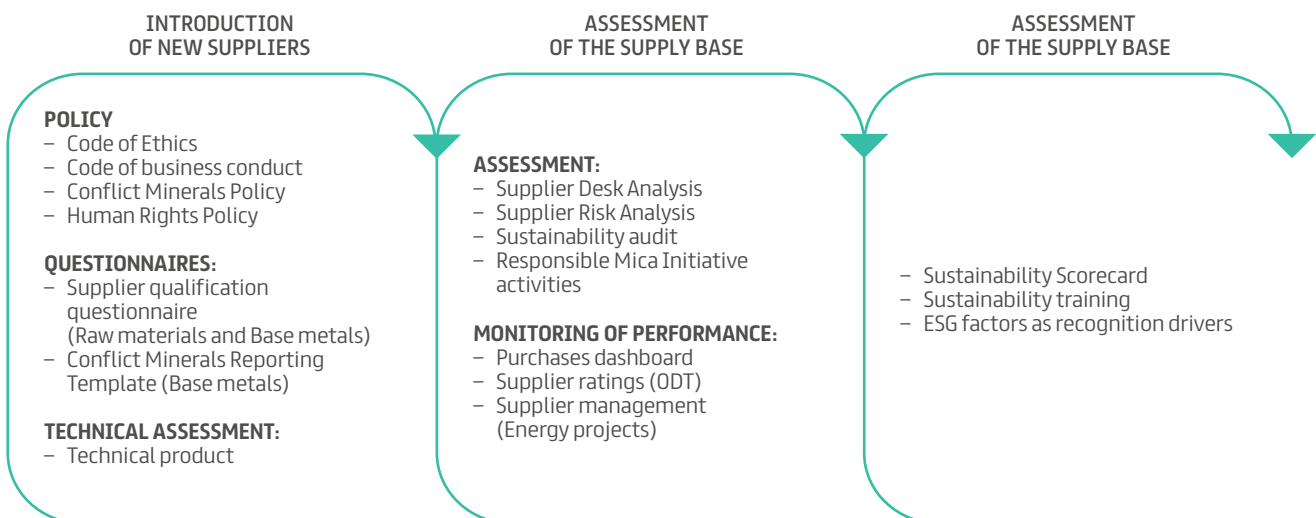 INTRODUCTION
OF NEW SUPPLIERS
POLICY
– Code of Ethics
– Code of business conduct
– Conflict Minerals Policy
– Human Rights Policy
QUESTIONNAIRES:
– Supplier qualification
questionnaire
(Raw materials and Base metals)
– Conflict Minerals Reporting
Template (Base metals)
TECHNICAL ASSESSMENT:
– Technical product
ASSESSMENT
OF THE SUPPLY BASE
ASSESSMENT:
– Supplier Desk Analysis
– Supplier Risk Analysis
– Sustainability audit
– Responsible Mica Initiative
activities
MONITORING OF PERFORMANCE:
– Purchases dashboard
– Supplier ratings (ODT)
– Supplier management
(Energy projects)
ASSESSMENT
OF THE SUPPLY BASE
– Sustainability Scorecard
– Sustainability training
– ESG factors as recognition drivers